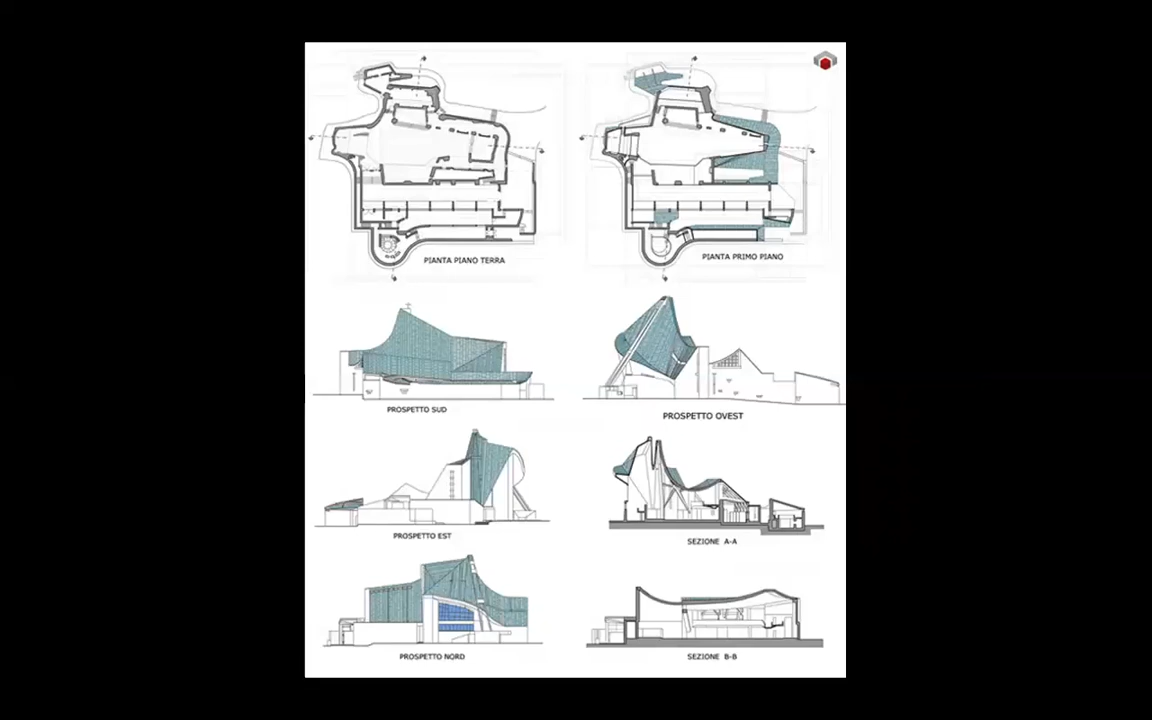 PIANTA PIANO TERRA
PIANTA PRIMO PIANO
PROSPETTO SUD
PROSPETTO OVEST
PROSPETTO EST
SEZIONE A-A
PROSPETTO NORD
SEZIONE B-B